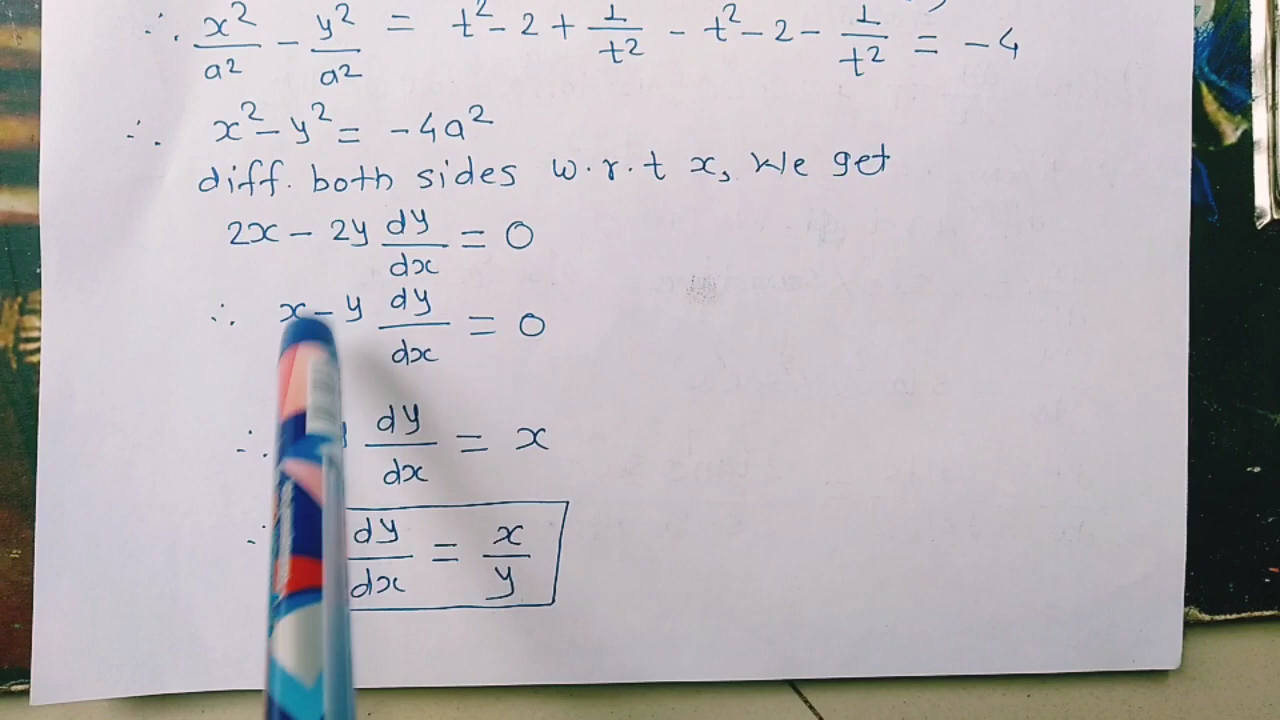 ∴ x²/a² - y²/a² = t² - 2 + 1/t² - t² - 2 - 1/t² = -4
∴ x² - y² = -4a²
diff. both sides w.r.t x, we get
2x - 2y dy/dx = 0
∴ x - y dy/dx = 0
∴ dy/dx = x
∴ dy/dx = x/y